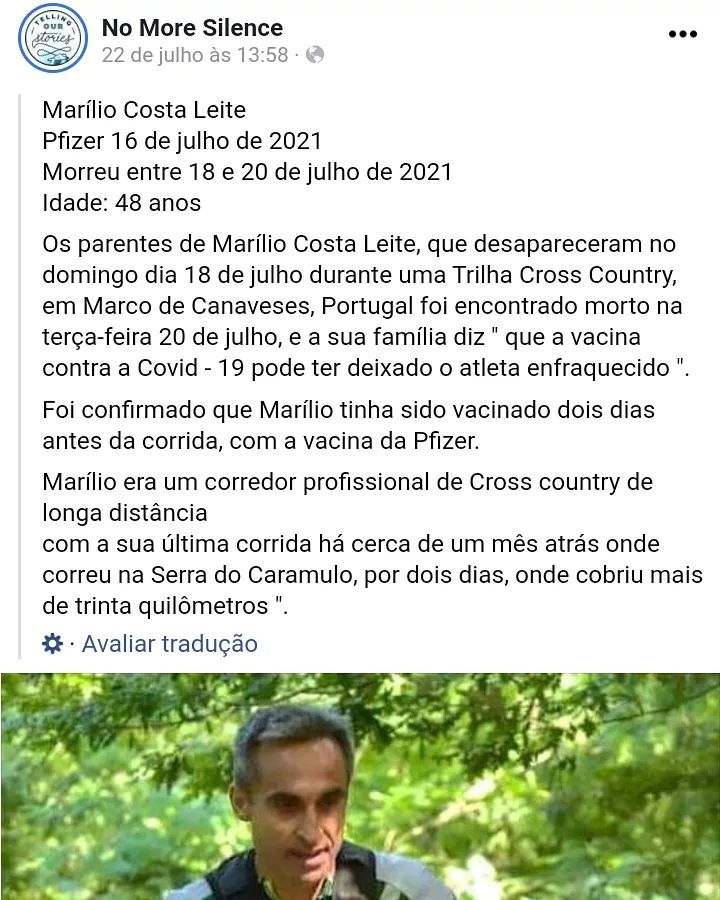 TELLING
OUR
stories
No More Silence
22 de julho às 13:58 ·
Marílio Costa Leite
Pfizer 16 de julho de 2021
Morreu entre 18 e 20 de julho de 2021
Idade: 48 anos
Os parentes de Marílio Costa Leite, que desapareceram no
domingo dia 18 de julho durante uma Trilha Cross Country,
em Marco de Canaveses, Portugal foi encontrado morto na
terça-feira 20 de julho, e a sua família diz " que a vacina
contra a Covid - 19 pode ter deixado o atleta enfraquecido ".
Foi confirmado que Marílio tinha sido vacinado dois dias
antes da corrida, com a vacina da Pfizer.
Marílio era um corredor profissional de Cross country de
longa distância
com a sua última corrida há cerca de um mês atrás onde
correu na Serra do Caramulo, por dois dias, onde cobriu mais
de trinta quilômetros ".
· Avaliar tradução